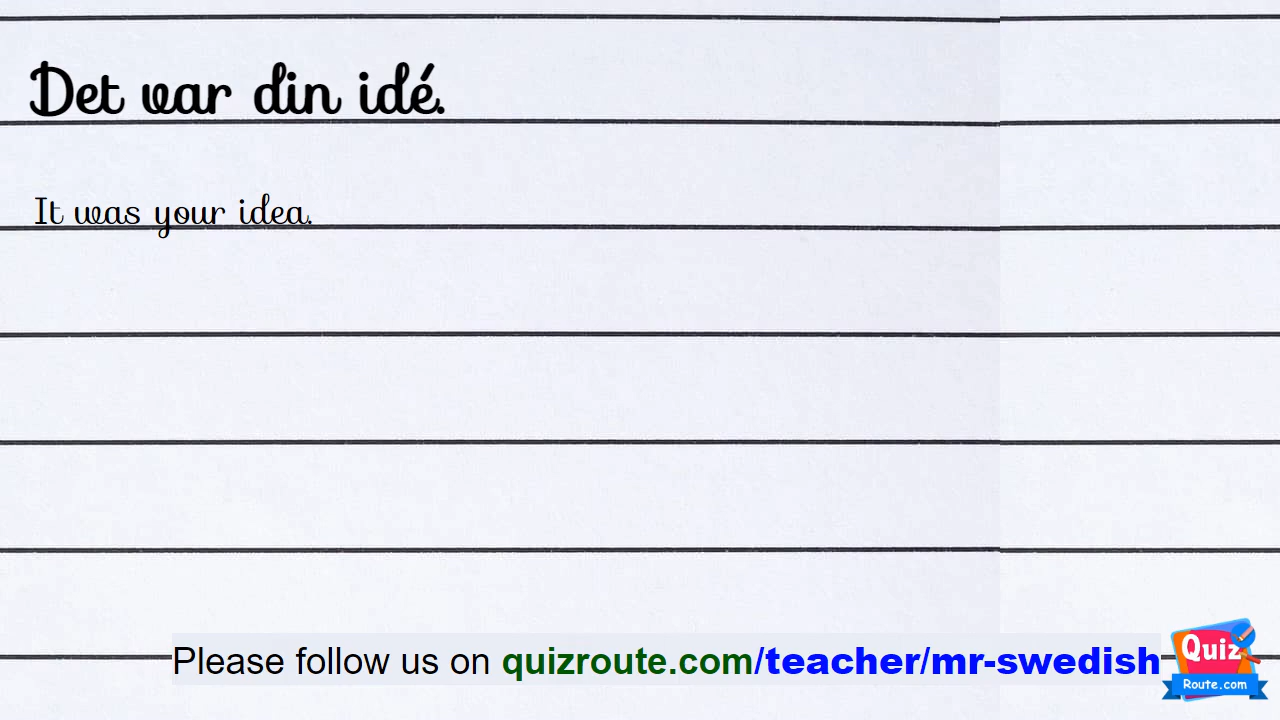 Det var din idé.
It was your idea.
Please follow us on quizroute.com/teacher/mr-swedish
Quiz
Route.com